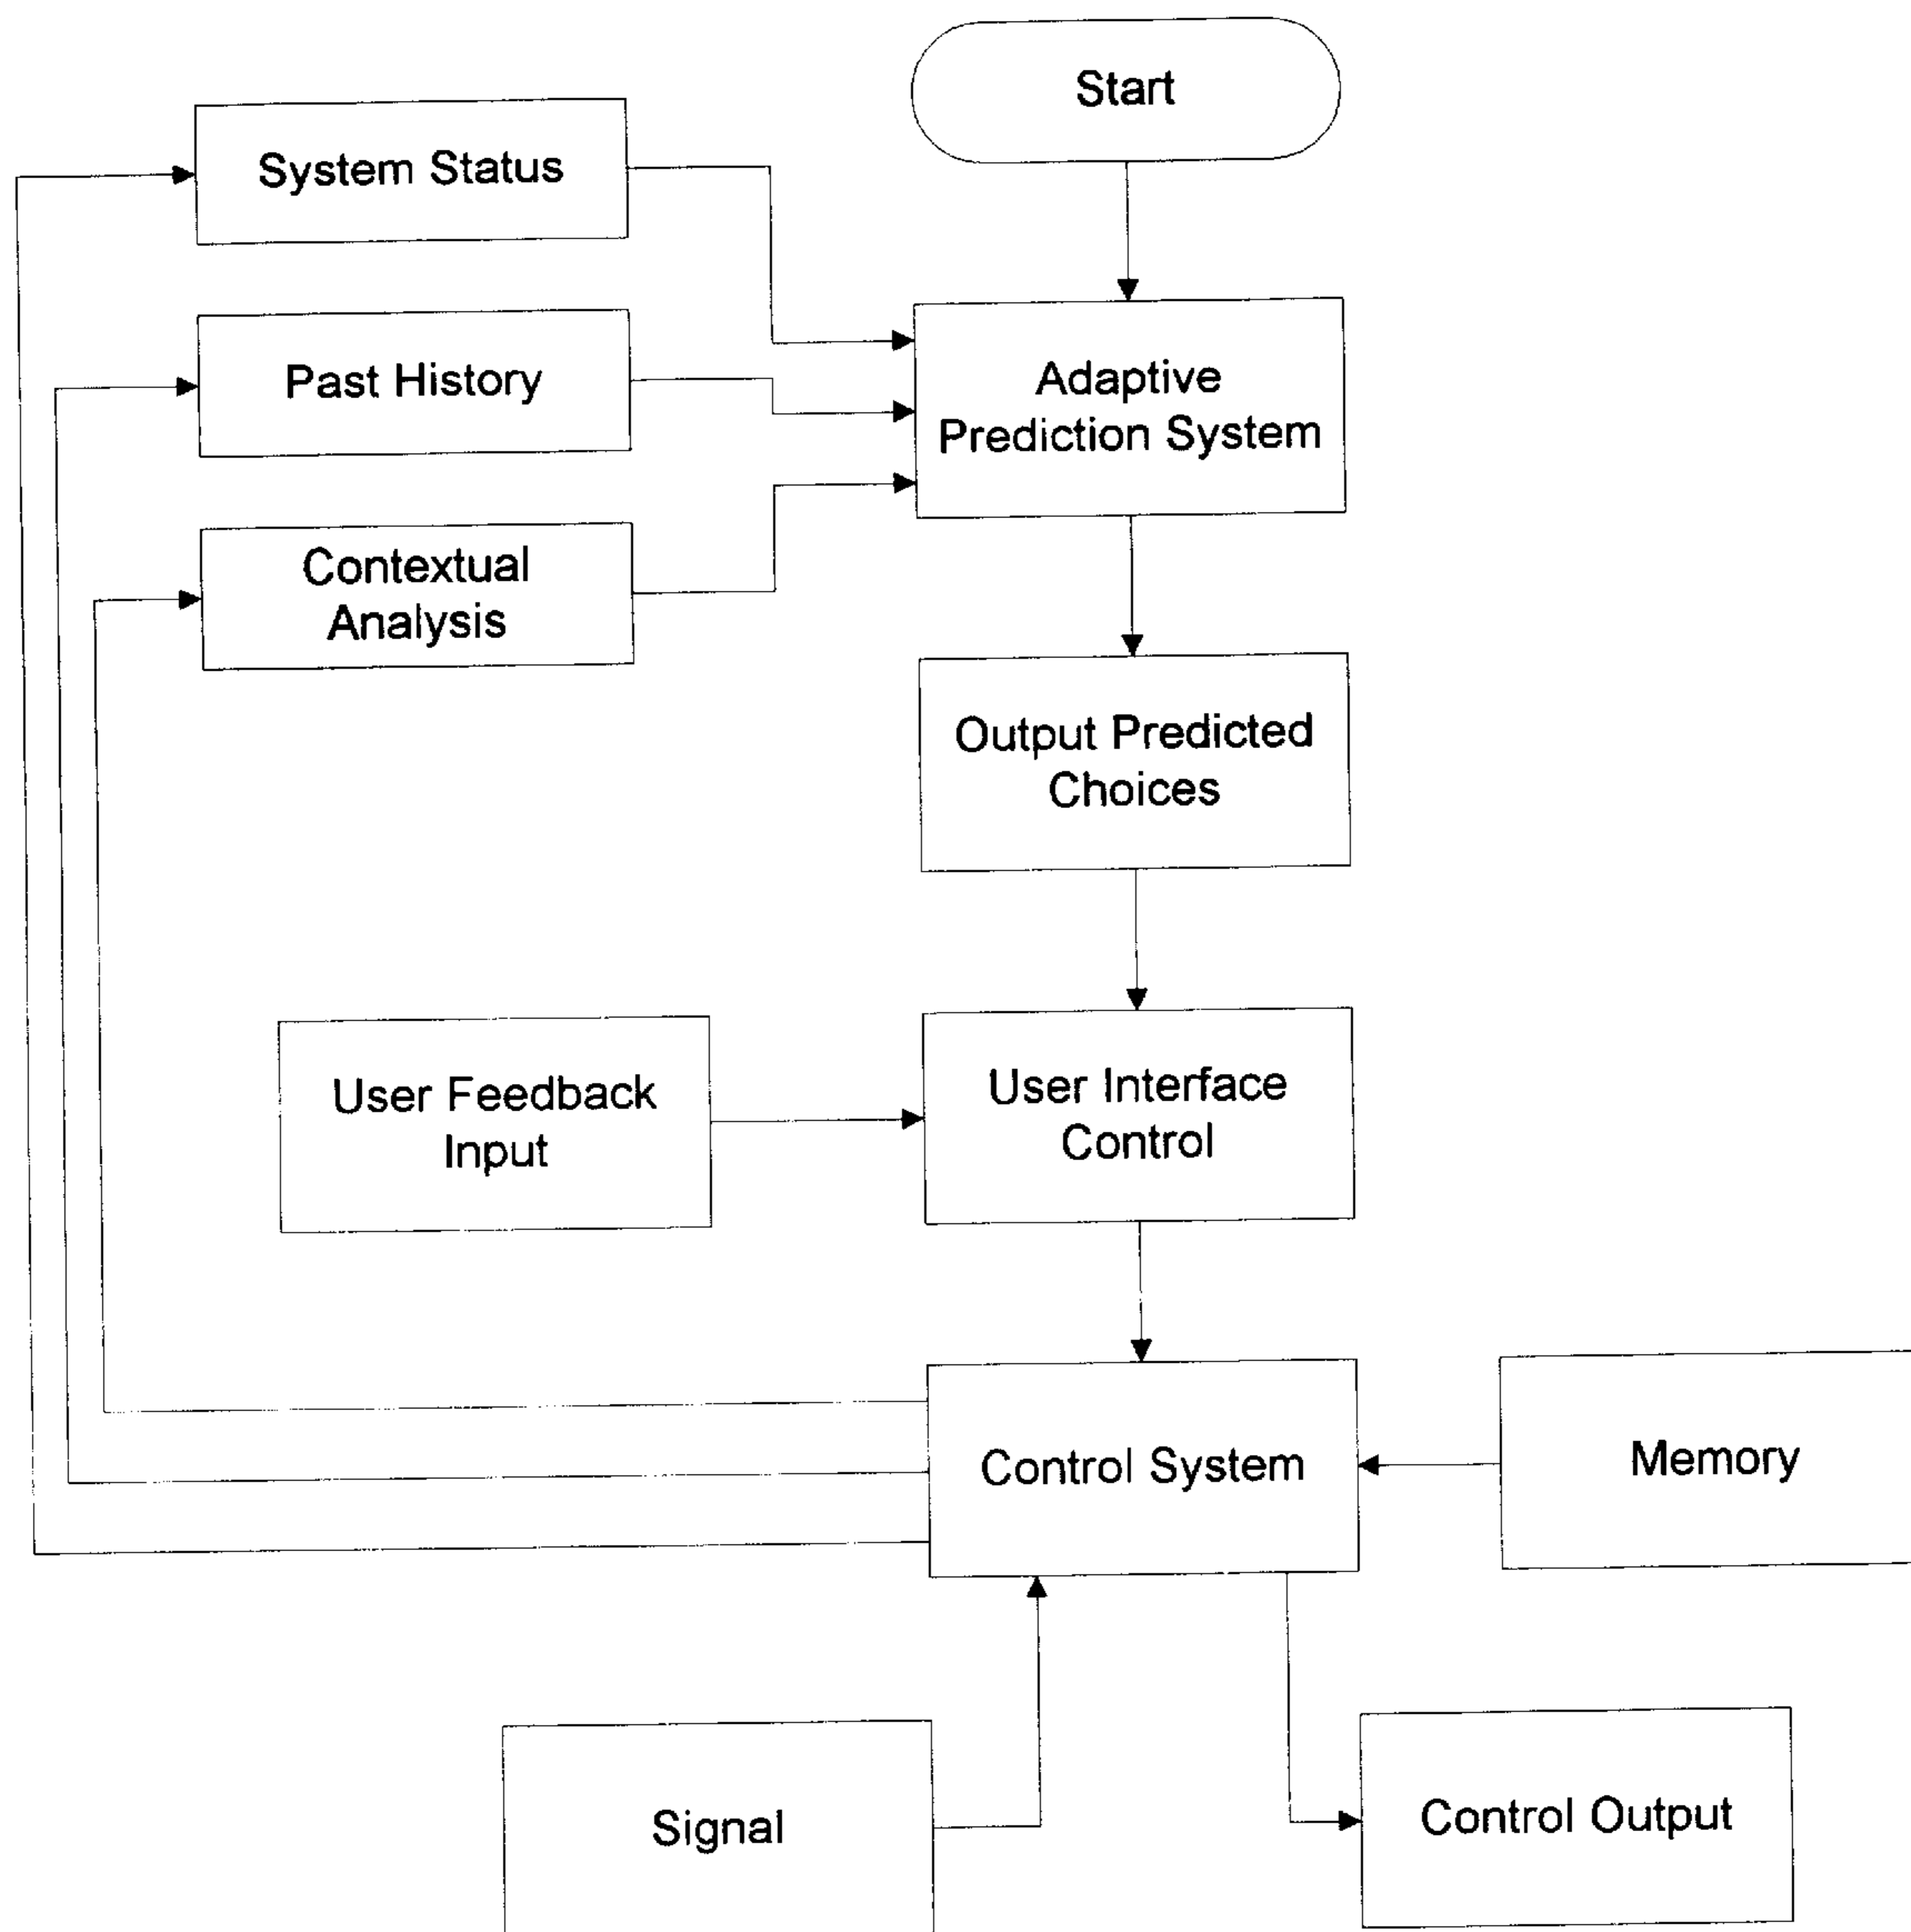 Start
System Status
Past History
Adaptive
Prediction System
Contextual
Analysis
Output Predicted
Choices
User Feedback
Input
User Interface
Control
Control System
Memory
Signal
Control Output